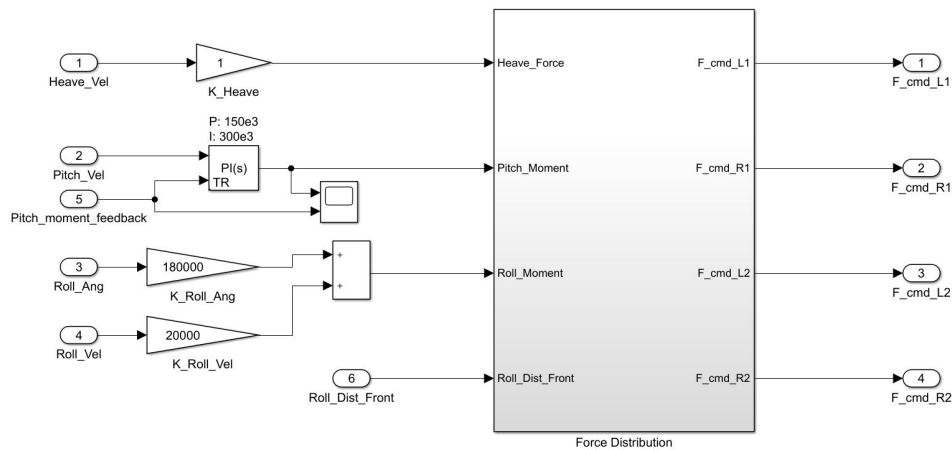 1
Heave_Vel
1
K_Heave
Heave_Force
F_cmd_L1
1
F_cmd_L1
P: 150e3
I: 300e3
2
Pitch_Vel
PI(s)
TR
Pitch_Moment
F_cmd_R1
2
F_cmd_R1
5
Pitch_moment_feedback
3
Roll_Ang
180000
K_Roll_Ang
+
+
Roll_Moment
F_cmd_L2
3
F_cmd_L2
4
Roll_Vel
20000
K_Roll_Vel
6
Roll_Dist_Front
Roll_Dist_Front
F_cmd_R2
4
F_cmd_R2
Force Distribution